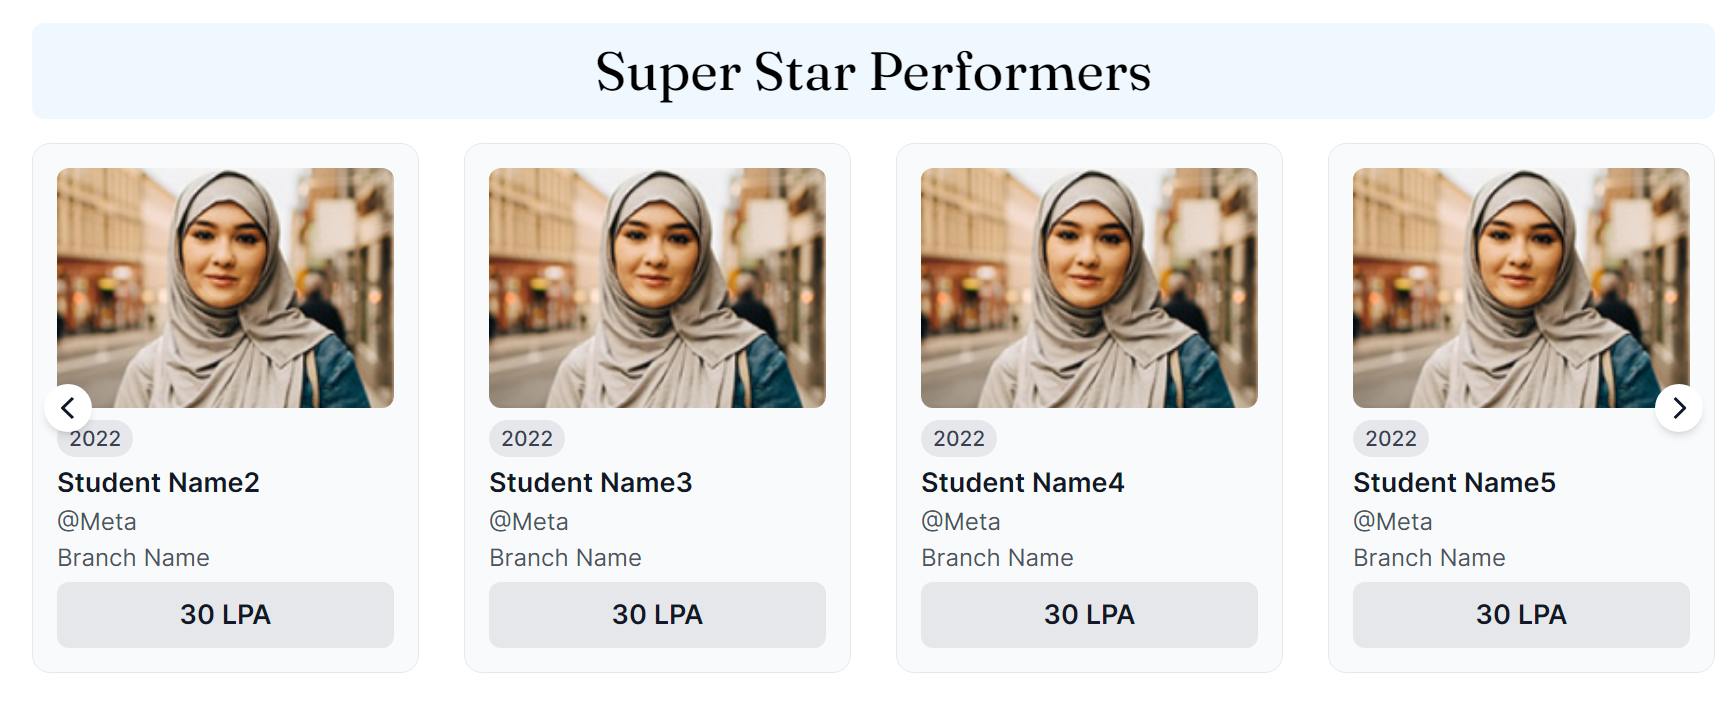 Super Star Performers
2022
Student Name2
@Meta
Branch Name
30 LPA
2022
Student Name3
@Meta
Branch Name
30 LPA
2022
Student Name4
@Meta
Branch Name
30 LPA
2022
Student Name5
@Meta
Branch Name
30 LPA